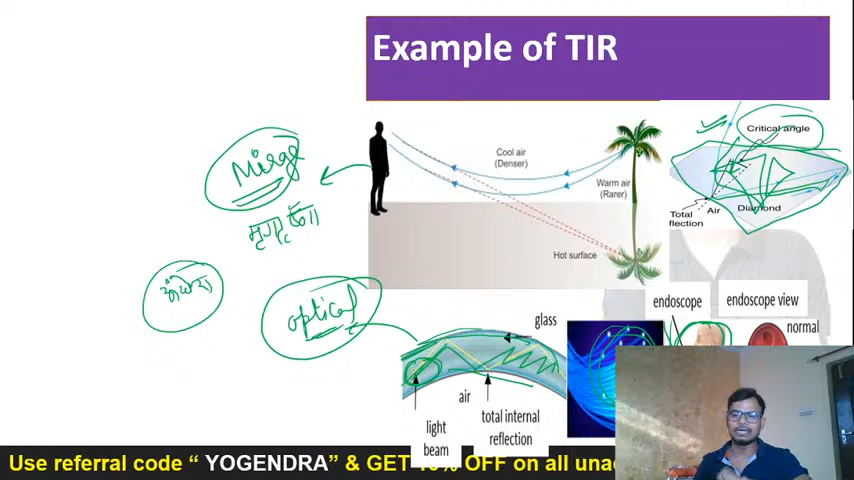 Example of TIR
Critical angle
Mirge
Cool air
(Denser)
Warm air
(Rarer)
Total
flection
Air
Diamond
मृगतृष्णा
Hot surface
optical
glass
endoscope
endoscope view
normal
air
light
beam
total internal
reflection
Use referral code “ YOGENDRA” & GET 10% OFF on all una